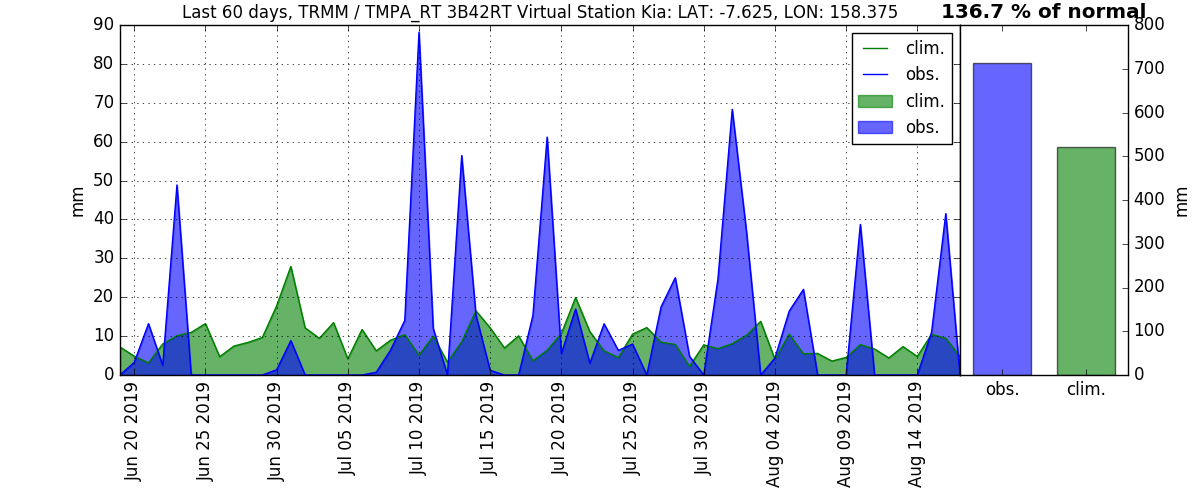 Last 60 days, TRMM / TMPA_RT 3B42RT Virtual Station Kia: LAT: -7.625, LON: 158.375
136.7 % of normal
90
80
70
60
50
40
30
20
10
0
mm
clim.
obs.
clim.
obs.
800
700
600
500
400
300
200
100
0
mm
obs.
clim.
Jun 20 2019
Jun 25 2019
Jun 30 2019
Jul 05 2019
Jul 10 2019
Jul 15 2019
Jul 20 2019
Jul 25 2019
Jul 30 2019
Aug 04 2019
Aug 09 2019
Aug 14 2019